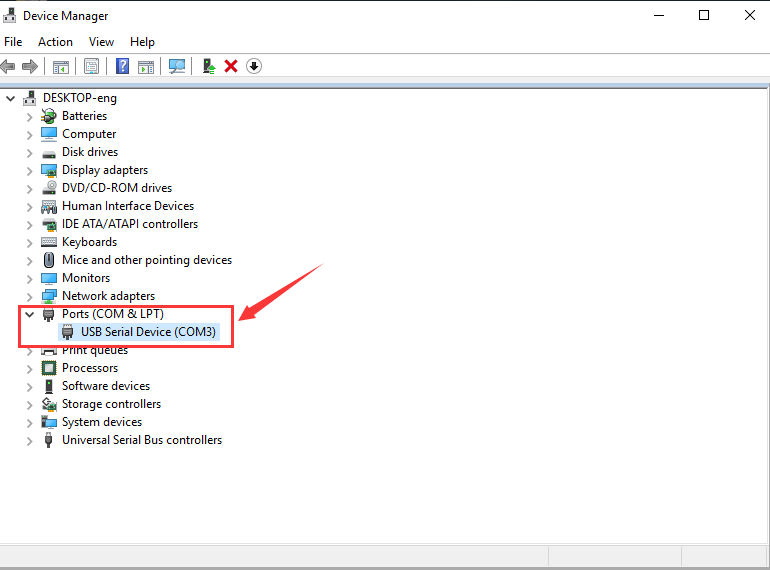 Device Manager
File Action View Help
DESKTOP-eng
Batteries
Computer
Disk drives
Display adapters
DVD/CD-ROM drives
Human Interface Devices
IDE ATA/ATAPI controllers
Keyboards
Mice and other pointing devices
Monitors
Network adapters
Ports (COM & LPT)
USB Serial Device (COM3)
Print queues
Processors
Software devices
Storage controllers
System devices
Universal Serial Bus controllers